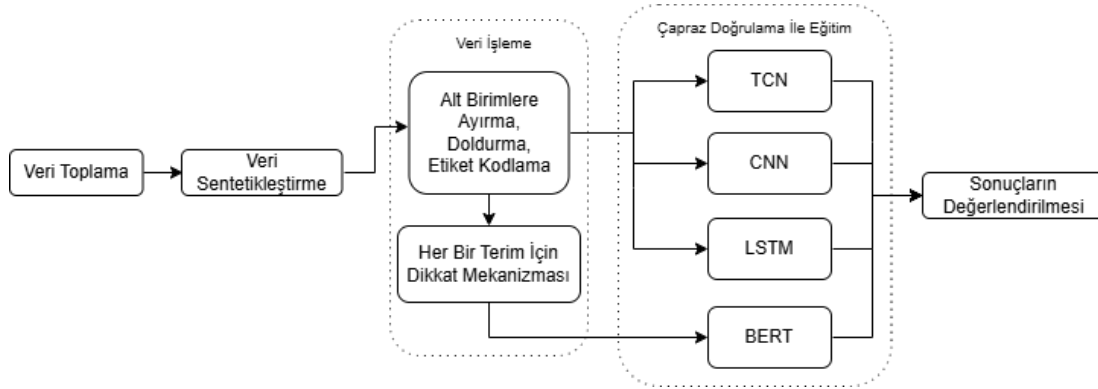 Veri Toplama
Veri
Sentetikleştirme
Veri İşleme
Alt Birimlere
Ayırma,
Doldurma,
Etiket Kodlama
Her Bir Terim İçin
Dikkat Mekanizması
Çapraz Doğrulama İle Eğitim
TCN
CNN
LSTM
BERT
Sonuçların
Değerlendirilmesi